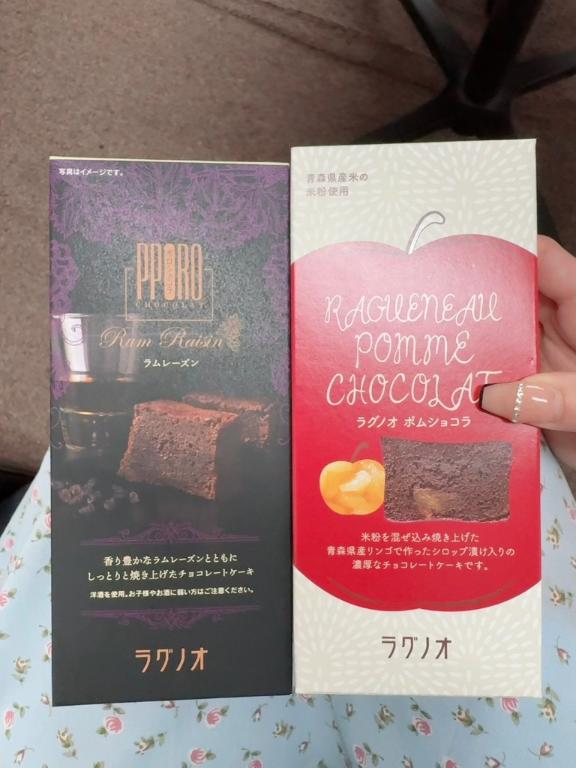 写真はイメージです。
PPORO
CHOCOLAT
Rum Raisin
ラムレーズン
香り豊かなラムレーズンとともに
しっとりと焼き上げたチョコレートケーキ
洋酒を使用。お子様やお酒に弱い方はご注意ください。
ラグノオ
青森県産米の
米粉使用
RAGUENEAU
POMME
CHOCOLAT
ラグノオ ポムショコラ
米粉を混ぜ込み焼き上げた
青森県産リンゴで作ったシロップ漬け入りの
濃厚なチョコレートケーキです。
ラグノオ